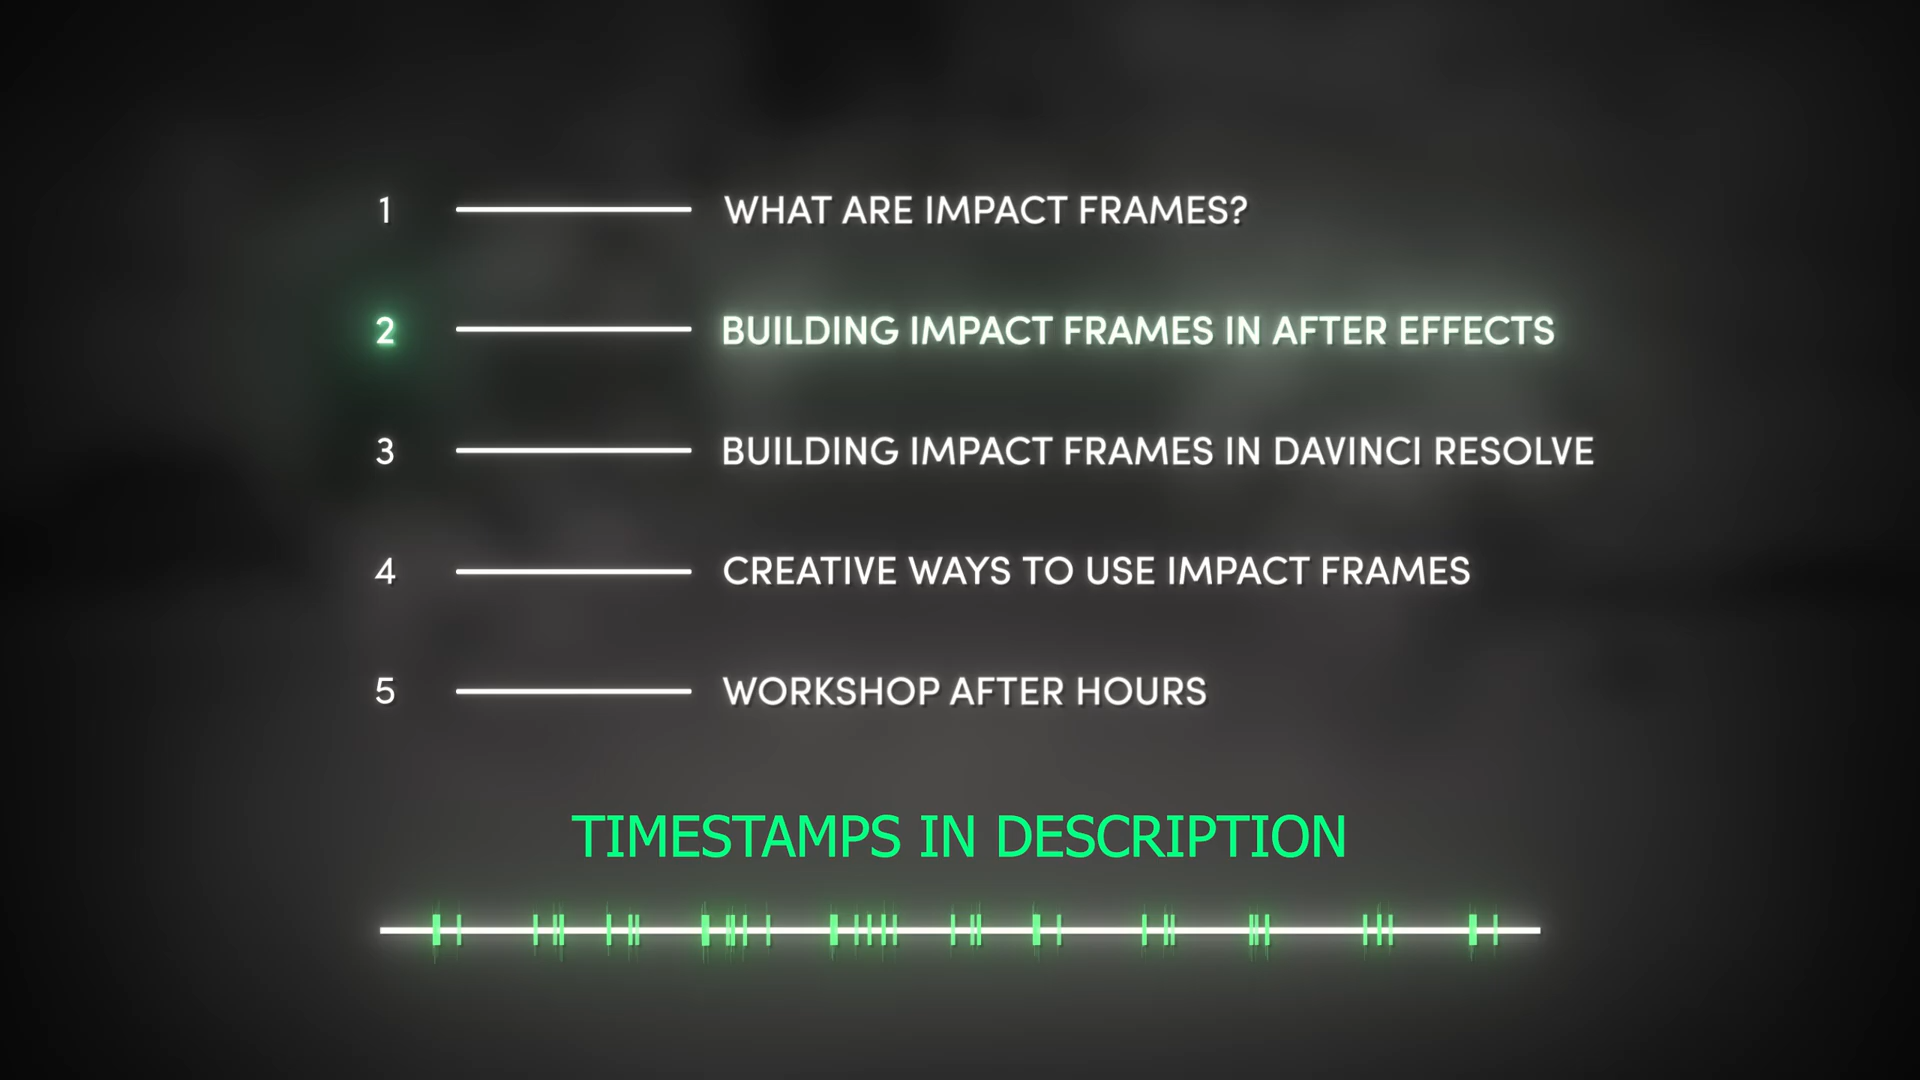 1 WHAT ARE IMPACT FRAMES?
2 BUILDING IMPACT FRAMES IN AFTER EFFECTS
3 BUILDING IMPACT FRAMES IN DAVINCI RESOLVE
4 CREATIVE WAYS TO USE IMPACT FRAMES
5 WORKSHOP AFTER HOURS
TIMESTAMPS IN DESCRIPTION